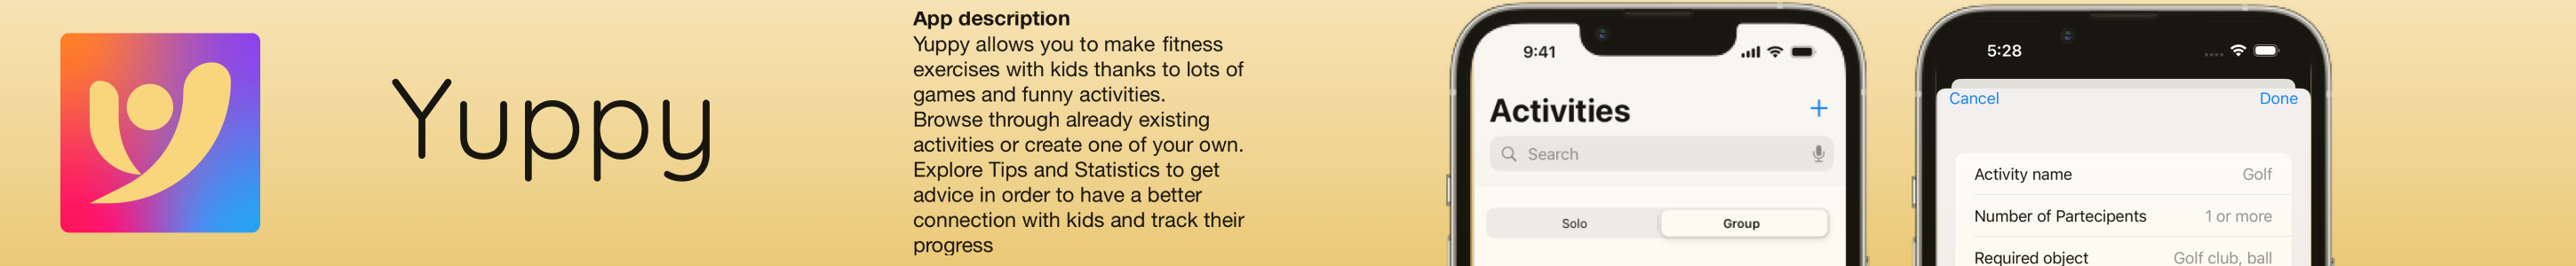 Yuppy
App description
Yuppy allows you to make fitness
exercises with kids thanks to lots of
games and funny activities.
Browse through already existing
activities or create one of your own.
Explore Tips and Statistics to get
advice in order to have a better
connection with kids and track their
progress
9:41
Activities
+
Search
Solo Group
5:28
Cancel Done
Activity name Golf
Number of Partecipents 1 or more
Required object Golf club, ball